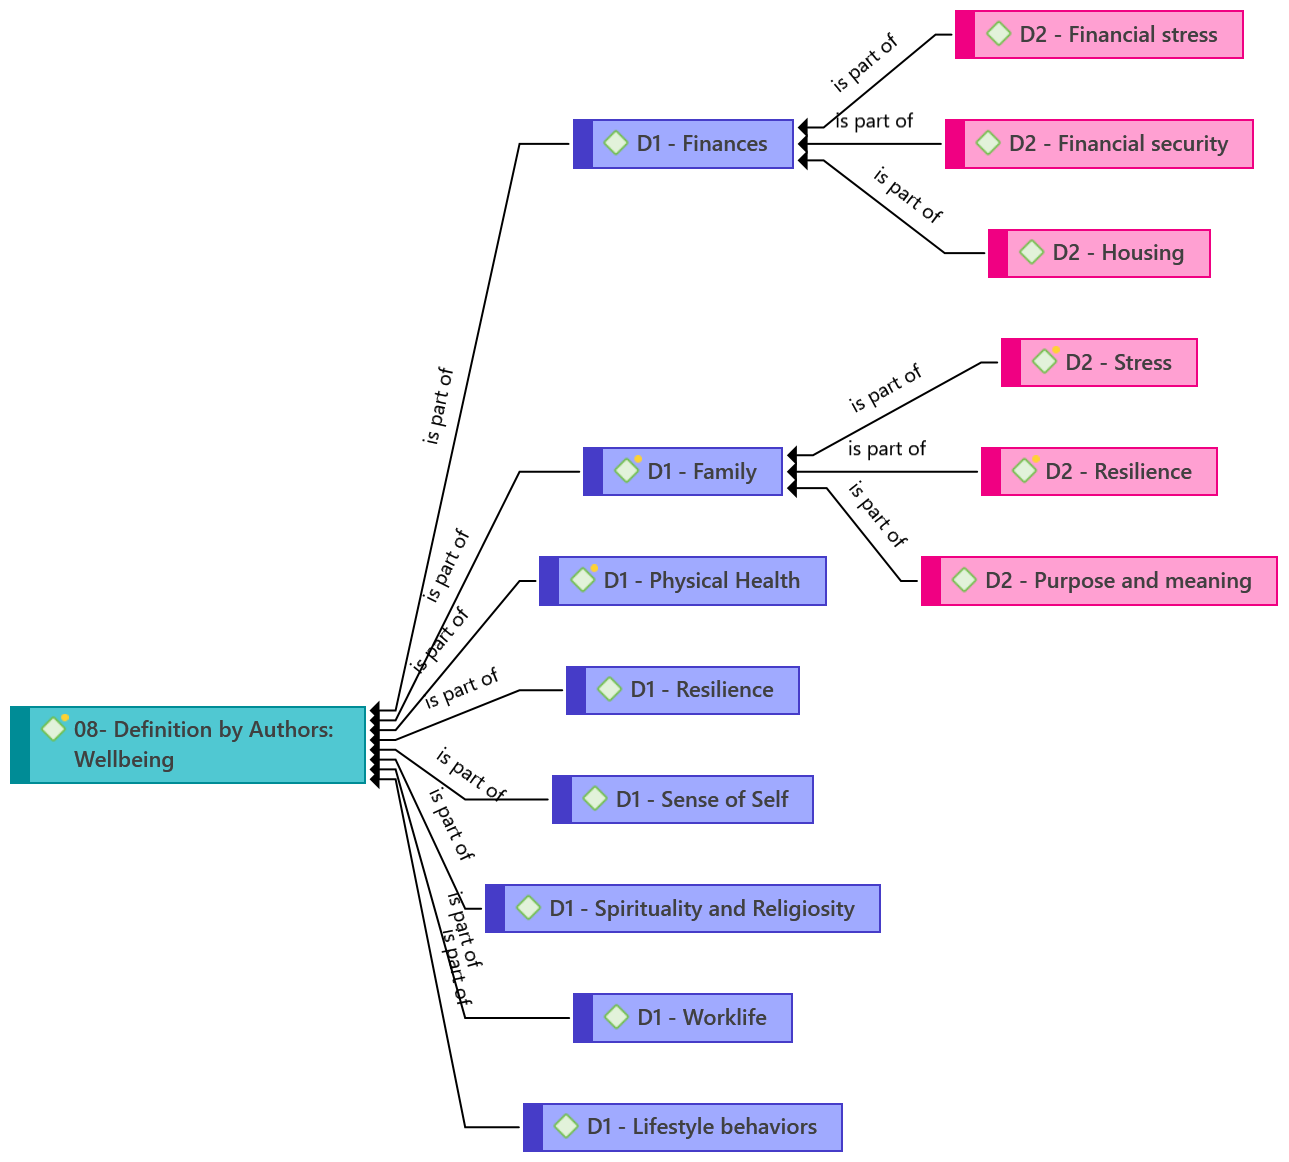 D2 - Financial stress
is part of
is part of
D1 - Finances
D2 - Financial security
is part of
D2 - Housing
D2 - Stress
is part of
is part of
is part of
D1 - Family
D2 - Resilience
is part of
is part of
D1 - Physical Health
D2 - Purpose and meaning
is part of
is part of
D1 - Resilience
08- Definition by Authors:
Wellbeing
is part of
D1 - Sense of Self
is part of
D1 - Spirituality and Religiosity
is part of
is part of
D1 - Worklife
D1 - Lifestyle behaviors